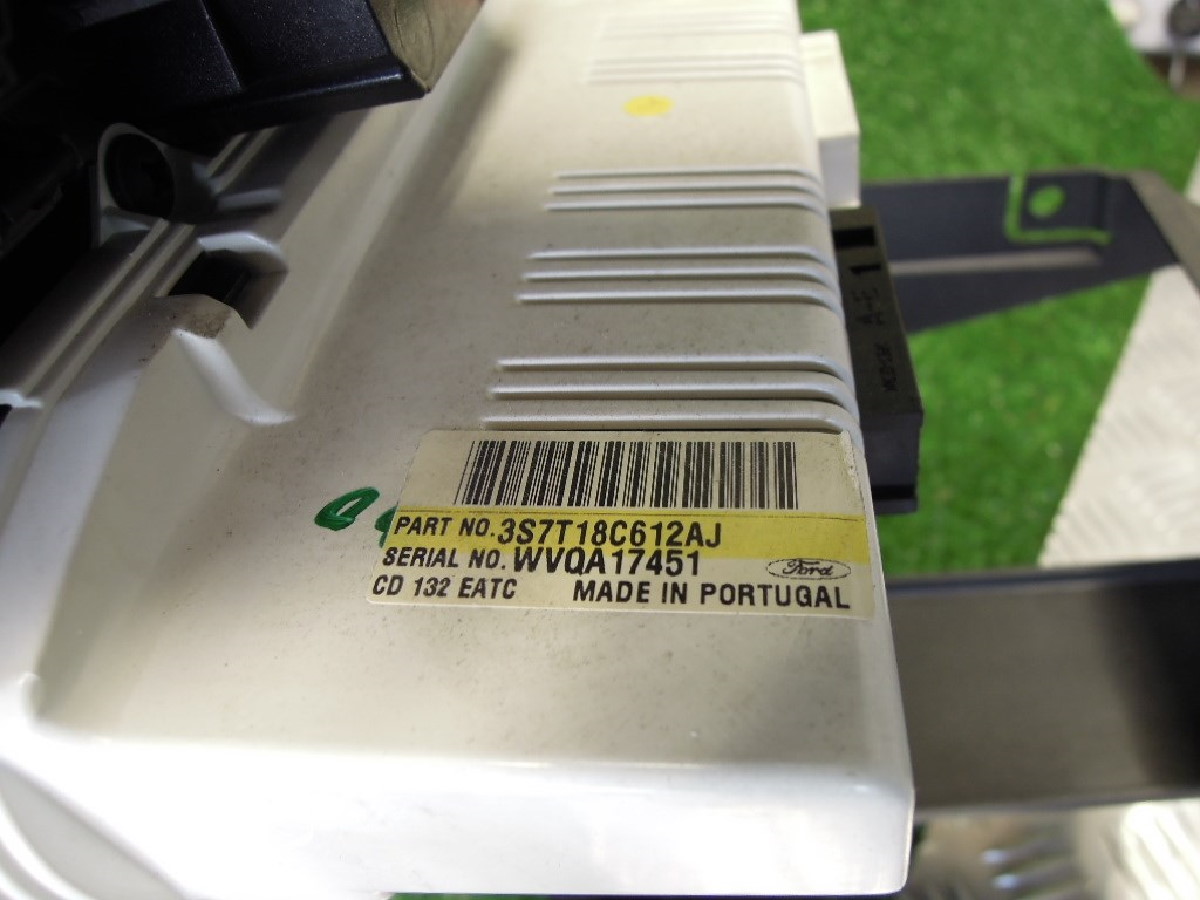 PART NO. 3S7T18C612AJ
SERIAL NO. WVQA17451
Ford
CD 132 EATC MADE IN PORTUGAL